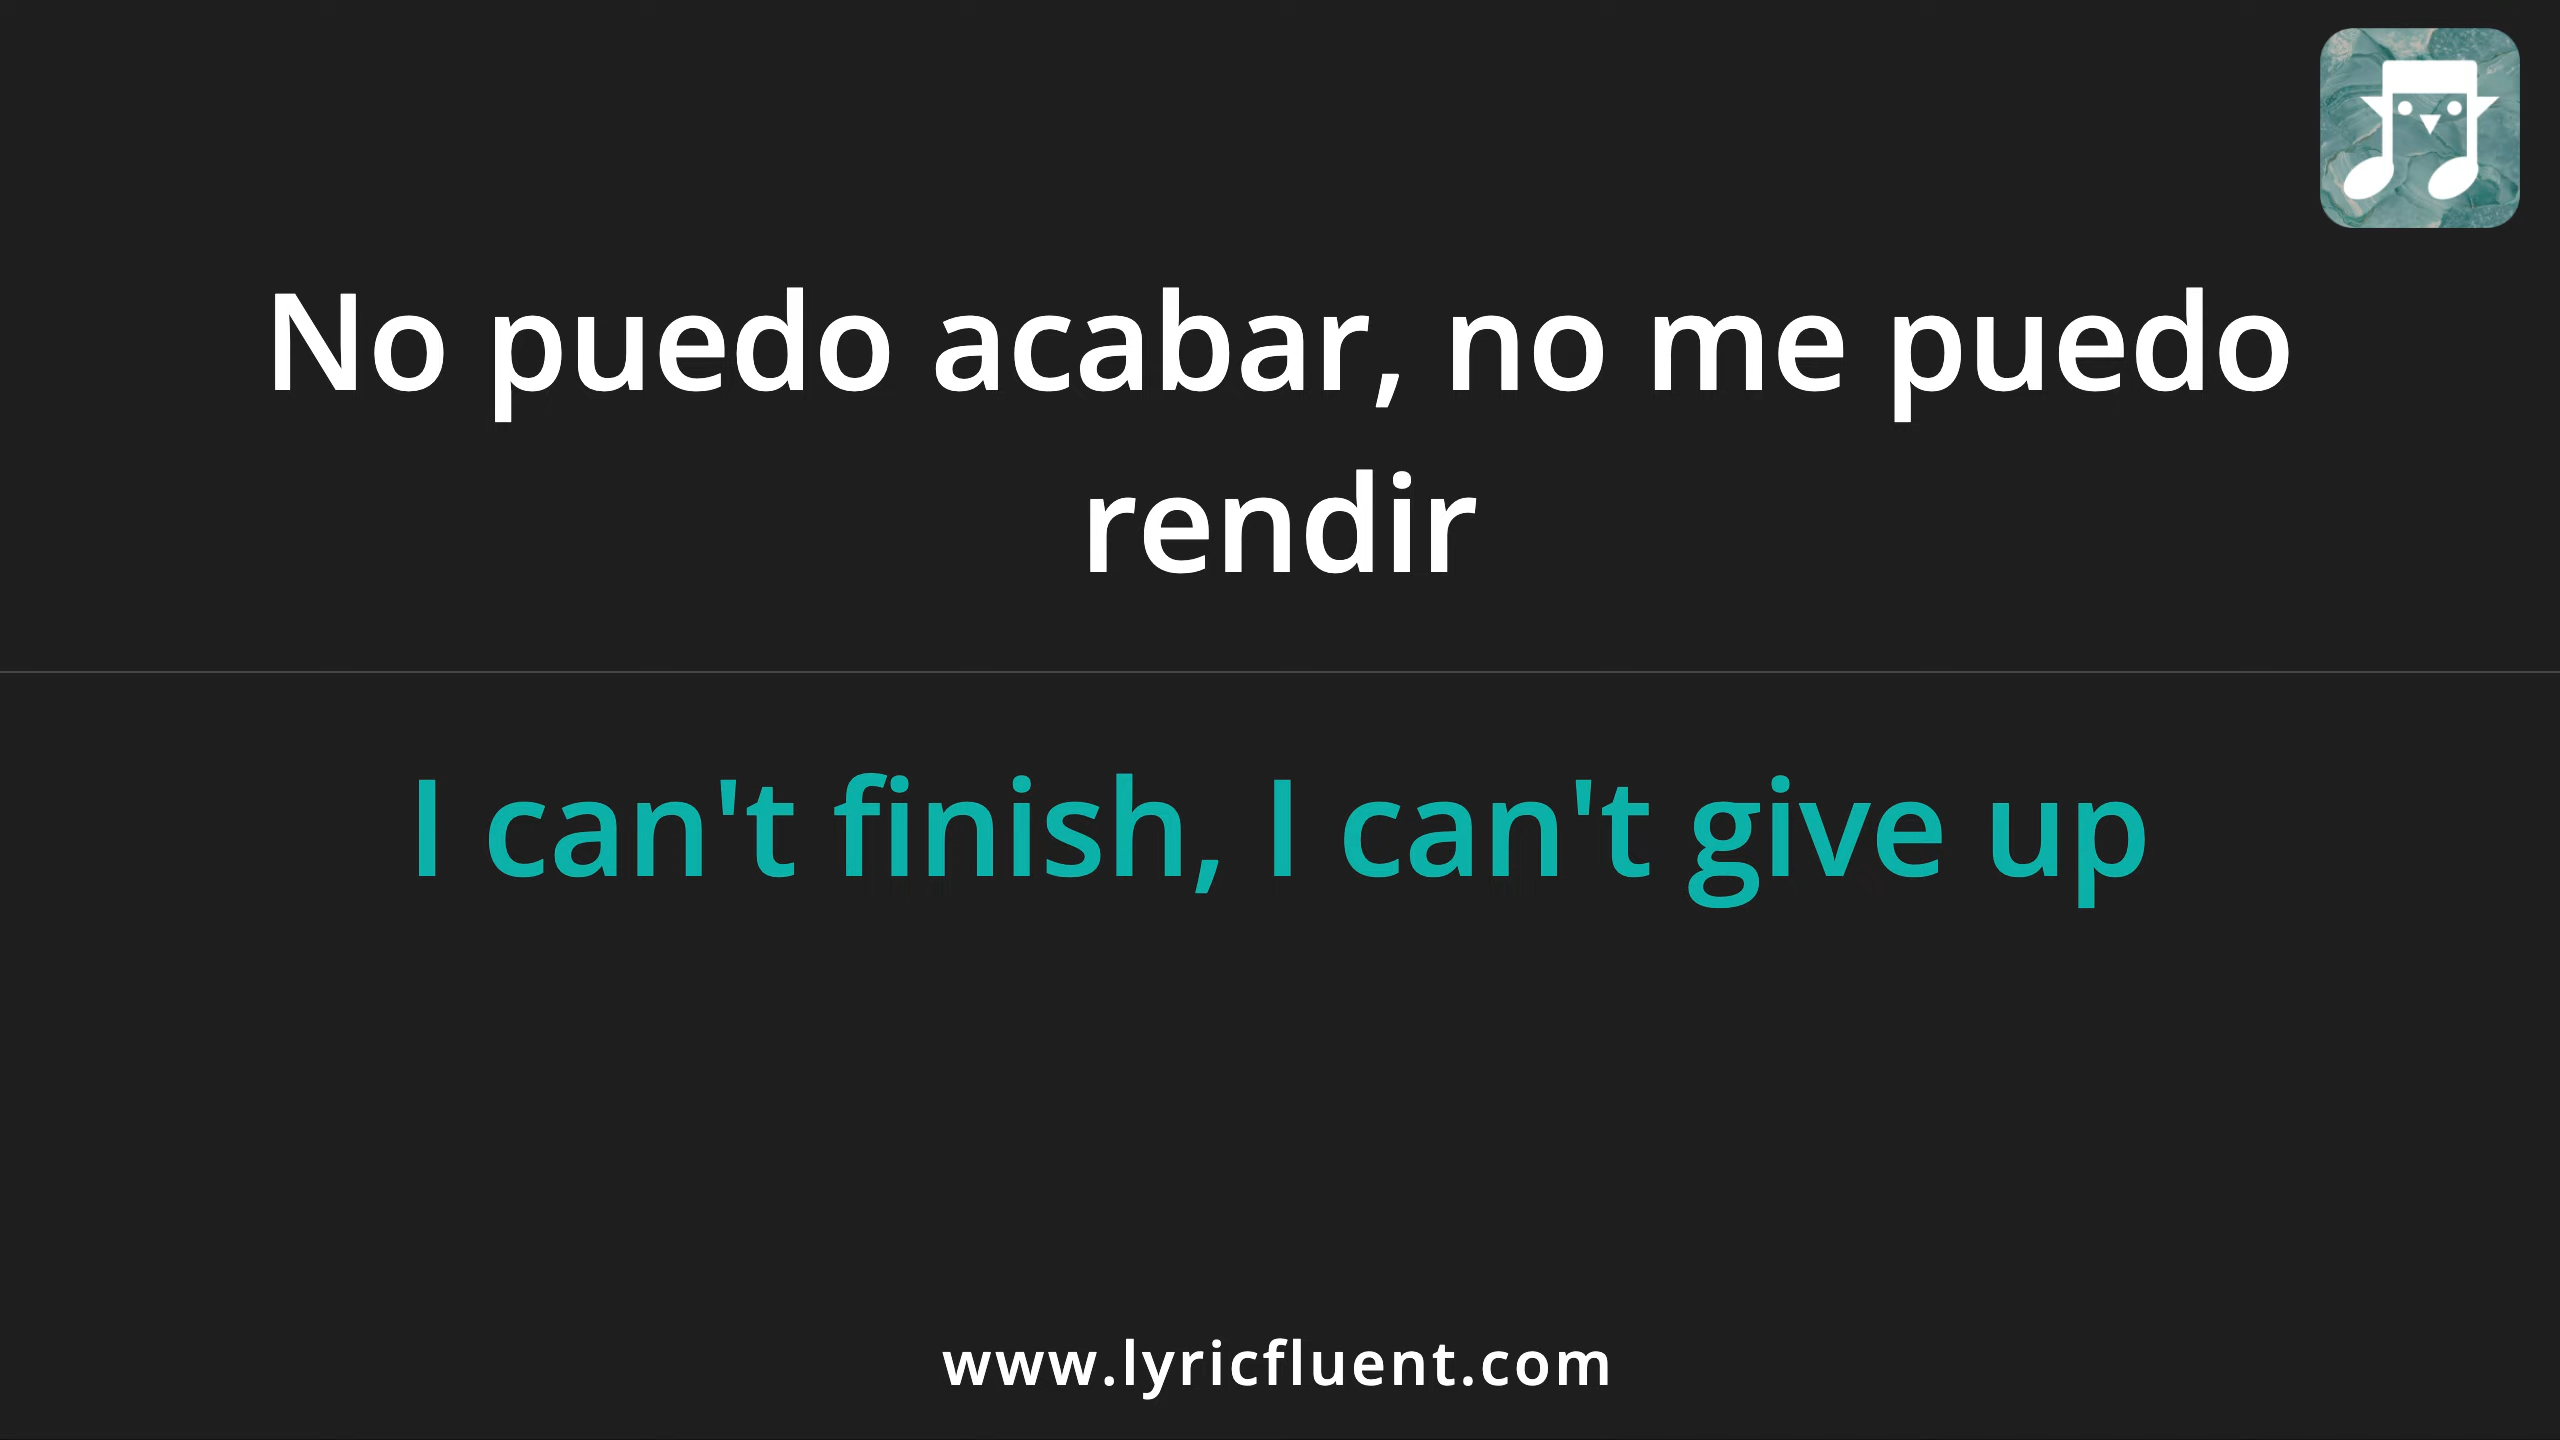 No puedo acabar, no me puedo
rendir
I can't finish, I can't give up
www.lyricfluent.com